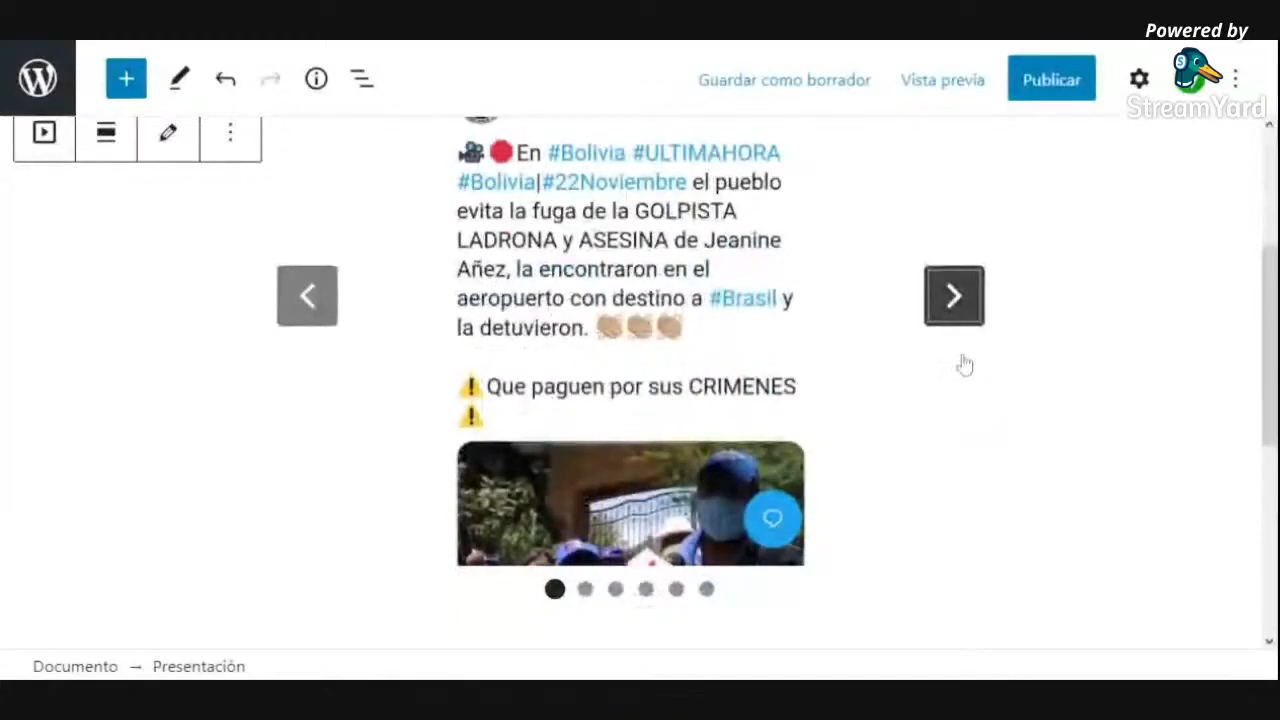 Powered by
Guardar como borrador
Vista previa
Publicar
StreamYard
En #Bolivia #ULTIMAHORA
#Bolivia|#22Noviembre el pueblo
evita la fuga de la GOLPISTA
LADRONA y ASESINA de Jeanine
Añez, la encontraron en el
aeropuerto con destino a #Brasil y
la detuvieron.
Que paguen por sus CRIMENES
Documento → Presentación